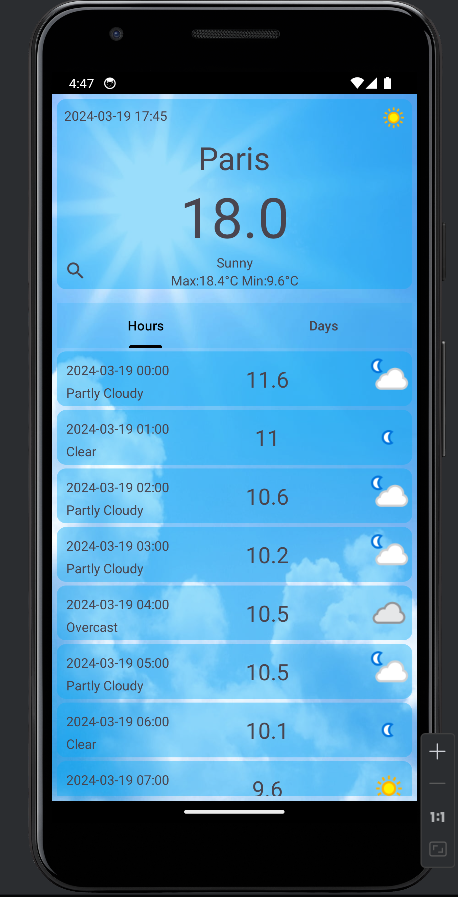 4:47
2024-03-19 17:45
Paris
18.0
Sunny
Max:18.4°C Min:9.6°C
Hours Days
2024-03-19 00:00
Partly Cloudy
11.6
2024-03-19 01:00
Clear
11
2024-03-19 02:00
Partly Cloudy
10.6
2024-03-19 03:00
Partly Cloudy
10.2
2024-03-19 04:00
Overcast
10.5
2024-03-19 05:00
Partly Cloudy
10.5
2024-03-19 06:00
Clear
10.1
2024-03-19 07:00
9.6
1:1